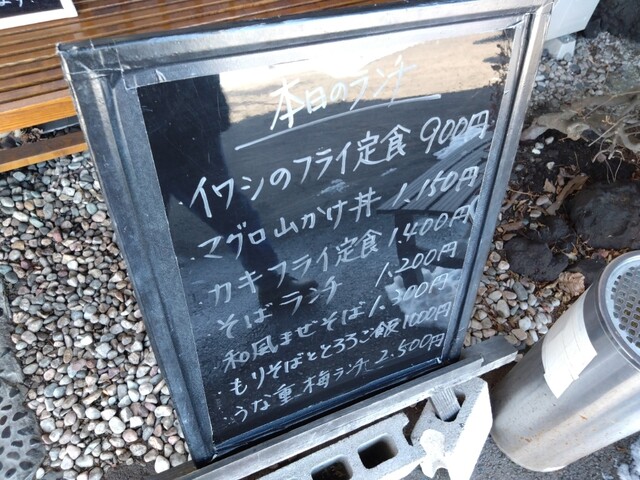 ます!
本日のランチ
・イワシのフライ定食 900円
・マグロ山かけ丼 1.150円
・カキフライ定食 1.400円
・そばランチ 1.200円
・和風まぜそば 1.200円
・もりそばととろろご飯 1000円
・うな重 梅ランチ 2.500円